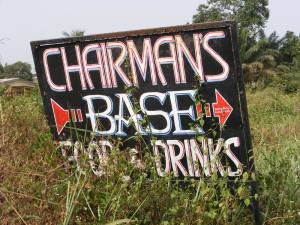 CHAIRMAN'S
BASE
FOOD & DRINKS